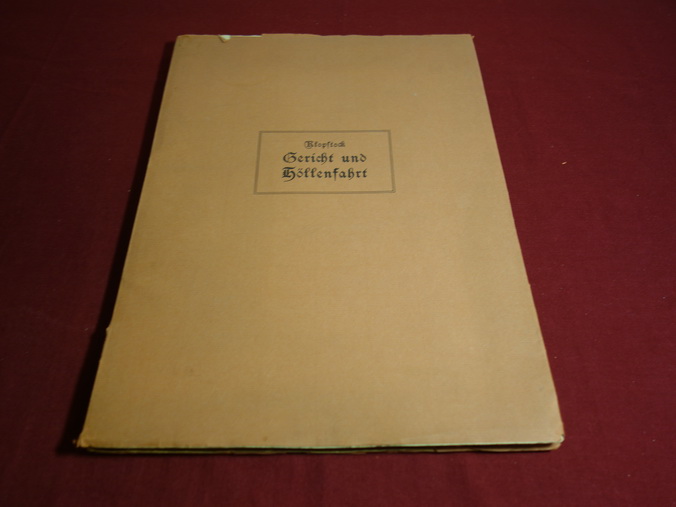 Klopstock
Gericht und
Höllenfahrt